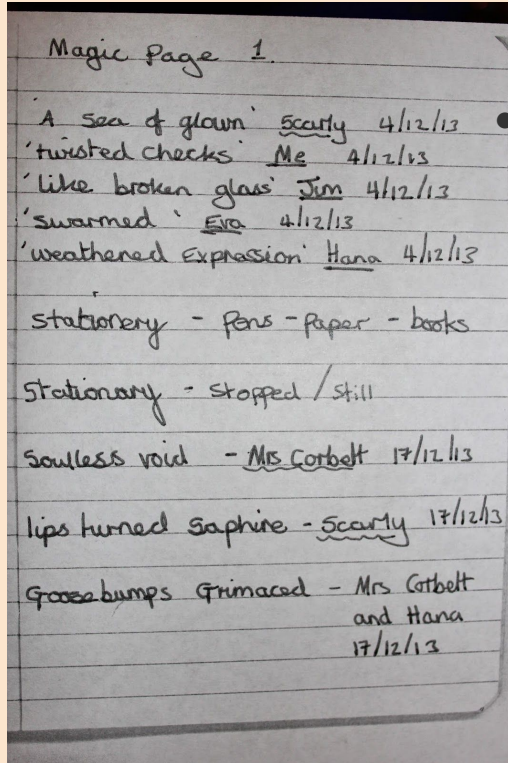 Magic Page 1.
'A sea of glown' Scarly 4/12/13
'twisted checks' Me 4/12/13
'like broken glass' Jim 4/12/13
'swarmed' Eva 4/12/13
'weathened Expression' Hana 4/12/13
stationery - pens - paper - books
Stationary - stopped / still
Soulless void - Mrs Corbett 17/12/13
lips turned saphire - Scarly 17/12/13
Goosebumps Grimaced - Mrs Corbett
and Hana
17/12/13